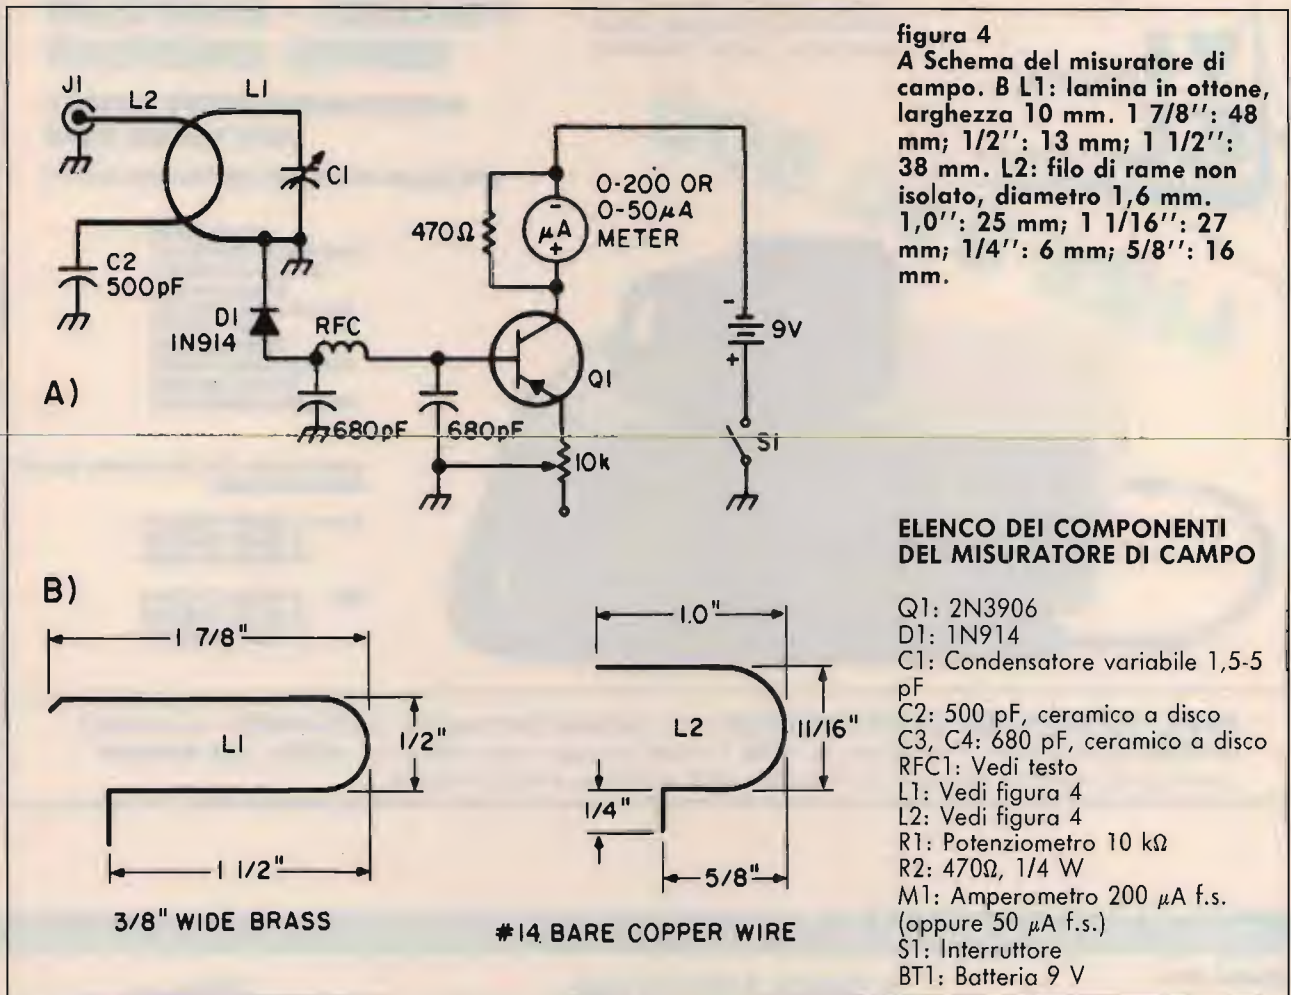 figura 4
A Schema del misuratore di
campo. B L1: lamina in ottone,
larghezza 10 mm. 1 7/8'': 48
mm; 1/2'': 13 mm; 1 1/2'':
38 mm. L2: filo di rame non
isolato, diametro 1,6 mm.
1,0'': 25 mm; 1 1/16'': 27
mm; 1/4'': 6 mm; 5/8'': 16
mm.
J1
L2
L1
C1
C2
500pF
D1
1N914
RFC
680pF
680pF
470Ω
0-200 OR
0-50μA
METER
-
μA
+
Q1
10k
-
9V
+
S1
A)
B)
1 7/8"
L1
1/2"
1 1/2"
3/8" WIDE BRASS
1.0"
L2
11/16"
1/4"
5/8"
#14 BARE COPPER WIRE
ELENCO DEI COMPONENTI
DEL MISURATORE DI CAMPO
Q1: 2N3906
D1: 1N914
C1: Condensatore variabile 1,5-5
pF
C2: 500 pF, ceramico a disco
C3, C4: 680 pF, ceramico a disco
RFC1: Vedi testo
L1: Vedi figura 4
L2: Vedi figura 4
R1: Potenziometro 10 kΩ
R2: 470Ω, 1/4 W
M1: Amperometro 200 μA f.s.
(oppure 50 μA f.s.)
S1: Interruttore
BT1: Batteria 9 V